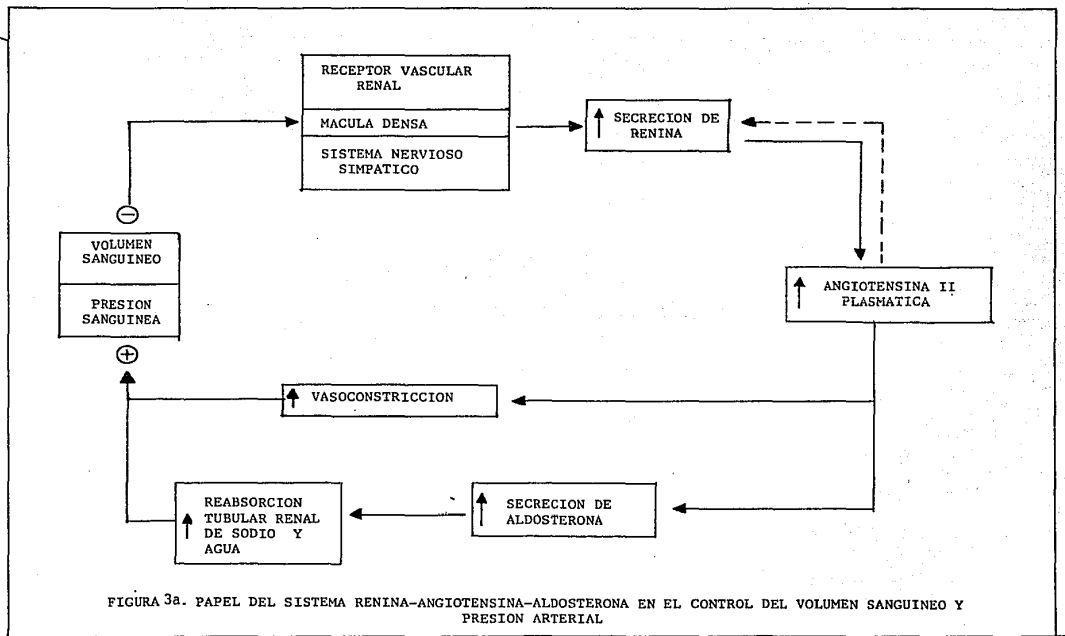 RECEPTOR VASCULAR
RENAL
MACULA DENSA
SISTEMA NERVIOSO
SIMPATICO
↑ SECRECION DE
RENINA
⊖
VOLUMEN
SANGUINEO
PRESION
SANGUINEA
⊕
↑ ANGIOTENSINA II
PLASMATICA
↑ VASOCONSTRICCION
REABSORCION
TUBULAR RENAL
↑ DE SODIO Y
AGUA
↑ SECRECION DE
ALDOSTERONA
FIGURA 3a. PAPEL DEL SISTEMA RENINA-ANGIOTENSINA-ALDOSTERONA EN EL CONTROL DEL VOLUMEN SANGUINEO Y
PRESION ARTERIAL